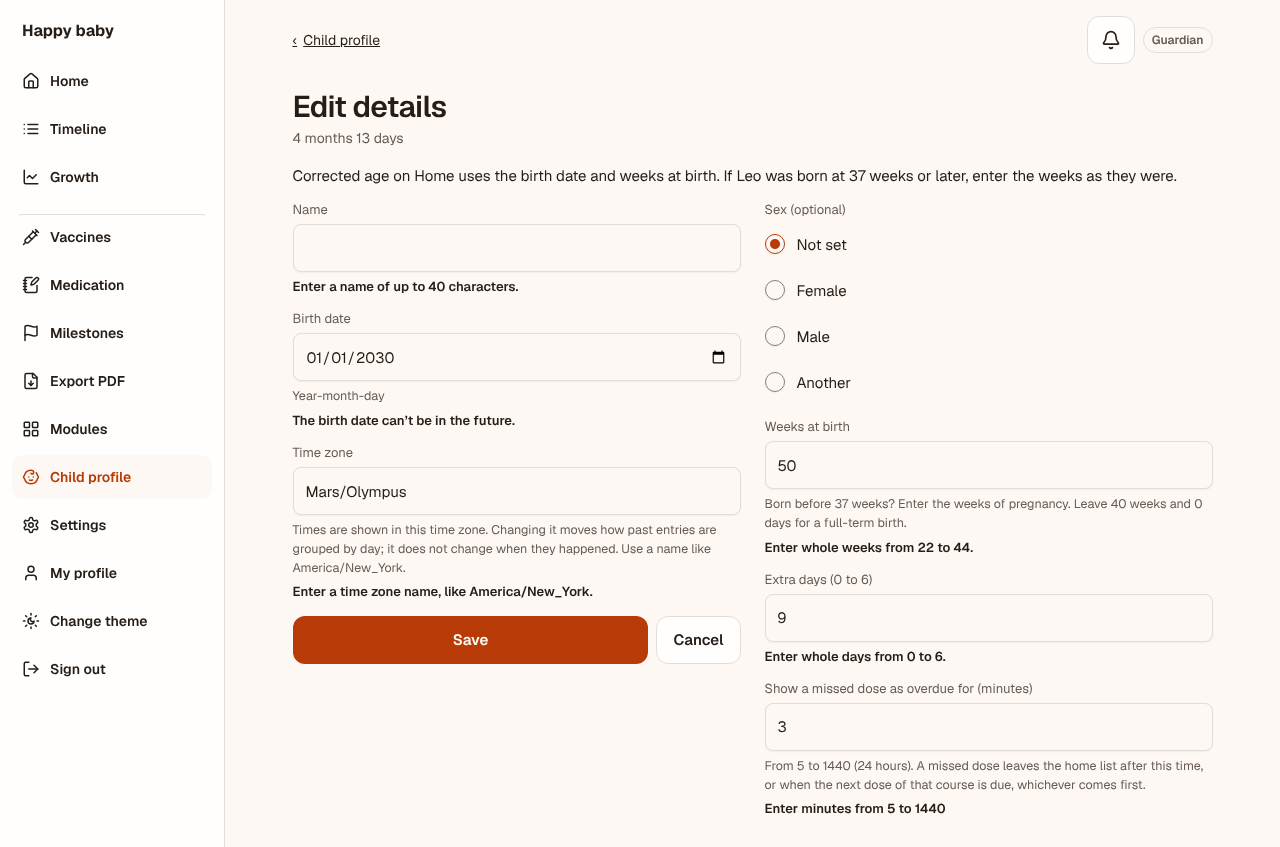 Happy baby
Home
Timeline
Growth
Vaccines
Medication
Milestones
Export PDF
Modules
Child profile
Settings
My profile
Change theme
Sign out
‹ Child profile
Guardian
Edit details
4 months 13 days
Corrected age on Home uses the birth date and weeks at birth. If Leo was born at 37 weeks or later, enter the weeks as they were.
Name
Enter a name of up to 40 characters.
Birth date
01/01/2030
Year-month-day
The birth date can’t be in the future.
Time zone
Mars/Olympus
Times are shown in this time zone. Changing it moves how past entries are
grouped by day; it does not change when they happened. Use a name like
America/New_York.
Enter a time zone name, like America/New_York.
Save
Cancel
Sex (optional)
Not set
Female
Male
Another
Weeks at birth
50
Born before 37 weeks? Enter the weeks of pregnancy. Leave 40 weeks and 0
days for a full-term birth.
Enter whole weeks from 22 to 44.
Extra days (0 to 6)
9
Enter whole days from 0 to 6.
Show a missed dose as overdue for (minutes)
3
From 5 to 1440 (24 hours). A missed dose leaves the home list after this time,
or when the next dose of that course is due, whichever comes first.
Enter minutes from 5 to 1440